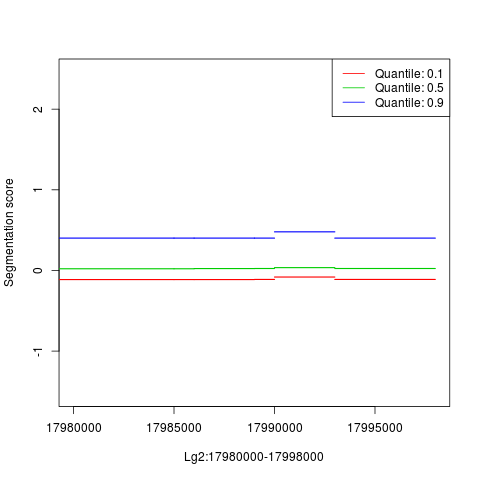 Quantile: 0.1
Quantile: 0.5
Quantile: 0.9
Segmentation score
2
1
0
-1
17980000 17985000 17990000 17995000
Lg2:17980000-17998000